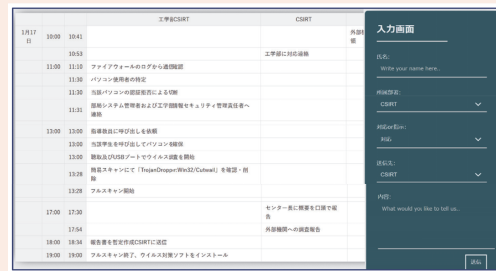 工学部CSIRT
CSIRT
1月17日
10:00
10:41
10:53
工学部に対応連絡
11:00
11:10
ファイアウォールのログから通信確認
11:30
パソコン使用者の特定
11:30
当該パソコンの認証拒否による切断
11:31
部局システム管理者および工学部情報セキュリティ管理責任者へ
連絡
13:00
13:00
指導教員に呼び出しを依頼
13:00
当該学生を呼び出してパソコンを確保
13:00
聴取及びUSBブートでウイルス調査を開始
13:28
簡易スキャンにて「TrojanDropper:Win32/Cutwail」を確認・削
除
13:28
フルスキャン開始
17:00
17:30
センター長に概要を口頭で報
告
17:54
外部機関への調査報告
18:00
18:34
報告書を暫定作成CSIRTに送信
19:00
19:00
フルスキャン終了。ウイルス対策ソフトをインストール
入力画面
氏名:
Write your name here..
所属部署:
CSIRT
対応or指示:
対応
送信先:
CSIRT
内容:
What would you like to tell us..
送信